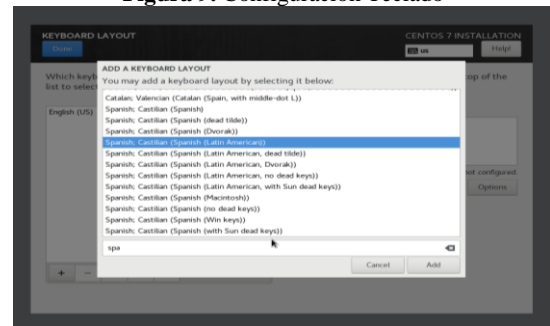 Figura 9. Configuración Teclado
KEYBOARD LAYOUT
CENTOS 7 INSTALLATION
Done
us
Help!
Which keyb
top of the
list to select
ADD A KEYBOARD LAYOUT
You may add a keyboard layout by selecting it below:
English (US)
Catalan; Valencian (Catalan (Spain, with middle-dot L))
Spanish; Castilian (Spanish)
Spanish; Castilian (Spanish (dead tilde))
Spanish; Castilian (Spanish (Dvorak))
Spanish; Castilian (Spanish (Latin American))
Spanish; Castilian (Spanish (Latin American, dead tilde))
Spanish; Castilian (Spanish (Latin American, Dvorak))
Spanish; Castilian (Spanish (Latin American, no dead keys))
Spanish; Castilian (Spanish (Latin American, with Sun dead keys))
Spanish; Castilian (Spanish (Macintosh))
Spanish; Castilian (Spanish (no dead keys))
Spanish; Castilian (Spanish (Win keys))
Spanish; Castilian (Spanish (with Sun dead keys))
not configured
Options
spa
Cancel
Add
+ -